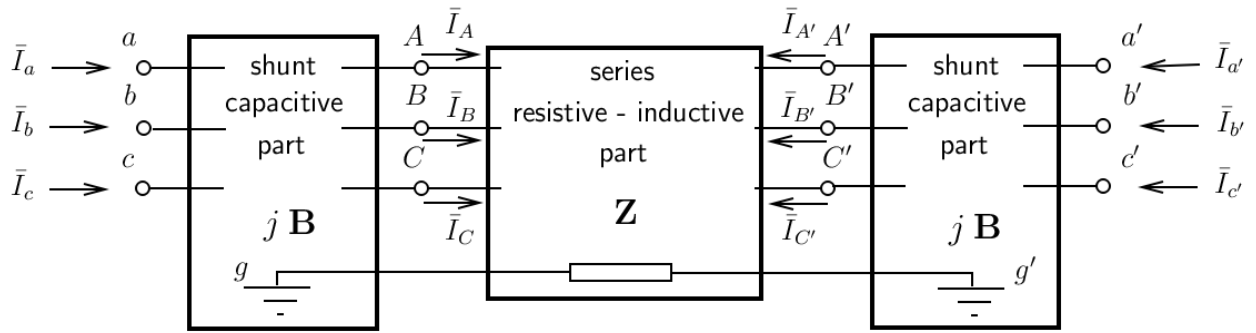 a A Ī_A Ī_A' A' a'
Ī_a shunt series shunt Ī_a'
b capacitive B Ī_B resistive - inductive Ī_B' B' capacitive b'
Ī_b part part part Ī_b'
c C C' c'
Ī_c j B Ī_C Z Ī_C' j B Ī_c'
g g'